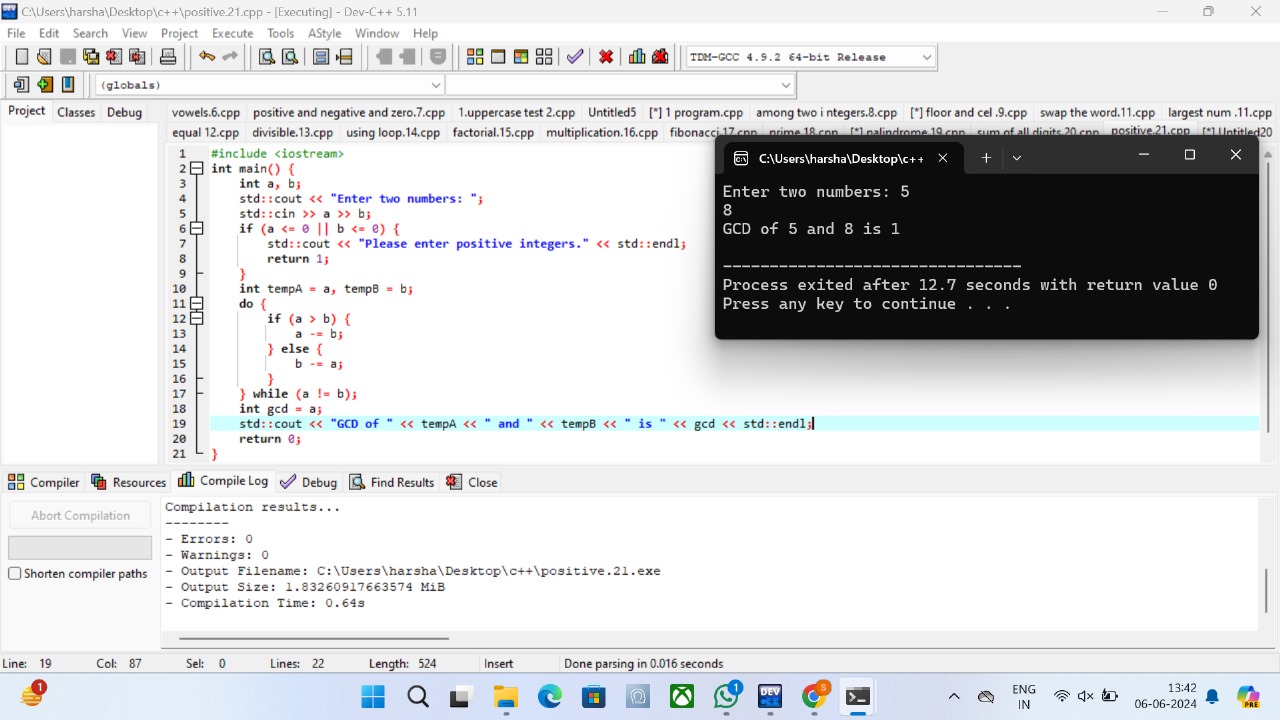 C:\Users\harsha\Desktop\c++\positive.21.cpp - [Executing] - Dev-C++ 5.11
File Edit Search View Project Execute Tools AStyle Window Help
TDM-GCC 4.9.2 64-bit Release
(globals)
Project Classes Debug
vowels.6.cpp positive and negative and zero.7.cpp 1.uppercase test 2.cpp Untitled5 [*] 1 program.cpp among two i ntegers.8.cpp [*] floor and cel .9.cpp swap the word.11.cpp largest num .11.cpp
equal 12.cpp divisible.13.cpp using loop.14.cpp factorial.15.cpp multiplication.16.cpp fibonacci.17.cpp prime 18.cpp [*] palindrome 19.cpp sum of all digits 20.cpp positive.21.cpp [*] Untitled20
1 #include <iostream>
2 int main() {
3 int a, b;
4 std::cout << "Enter two numbers: ";
5 std::cin >> a >> b;
6 if (a <= 0 || b <= 0) {
7 std::cout << "Please enter positive integers." << std::endl;
8 return 1;
9 }
10 int tempA = a, tempB = b;
11 do {
12 if (a > b) {
13 a -= b;
14 } else {
15 b -= a;
16 }
17 } while (a != b);
18 int gcd = a;
19 std::cout << "GCD of " << tempA << " and " << tempB << " is " << gcd << std::endl;
20 return 0;
21 }
C:\Users\harsha\Desktop\c++
Enter two numbers: 5
8
GCD of 5 and 8 is 1
--------------------------------
Process exited after 12.7 seconds with return value 0
Press any key to continue . . .
Compiler Resources Compile Log Debug Find Results Close
Abort Compilation
Shorten compiler paths
Compilation results...
--------
- Errors: 0
- Warnings: 0
- Output Filename: C:\Users\harsha\Desktop\c++\positive.21.exe
- Output Size: 1.83260917663574 MiB
- Compilation Time: 0.64s
Line: 19 Col: 87 Sel: 0 Lines: 22 Length: 524 Insert Done parsing in 0.016 seconds
1
1
DEV
S
ENG
IN
13:42
06-06-2024
PRE